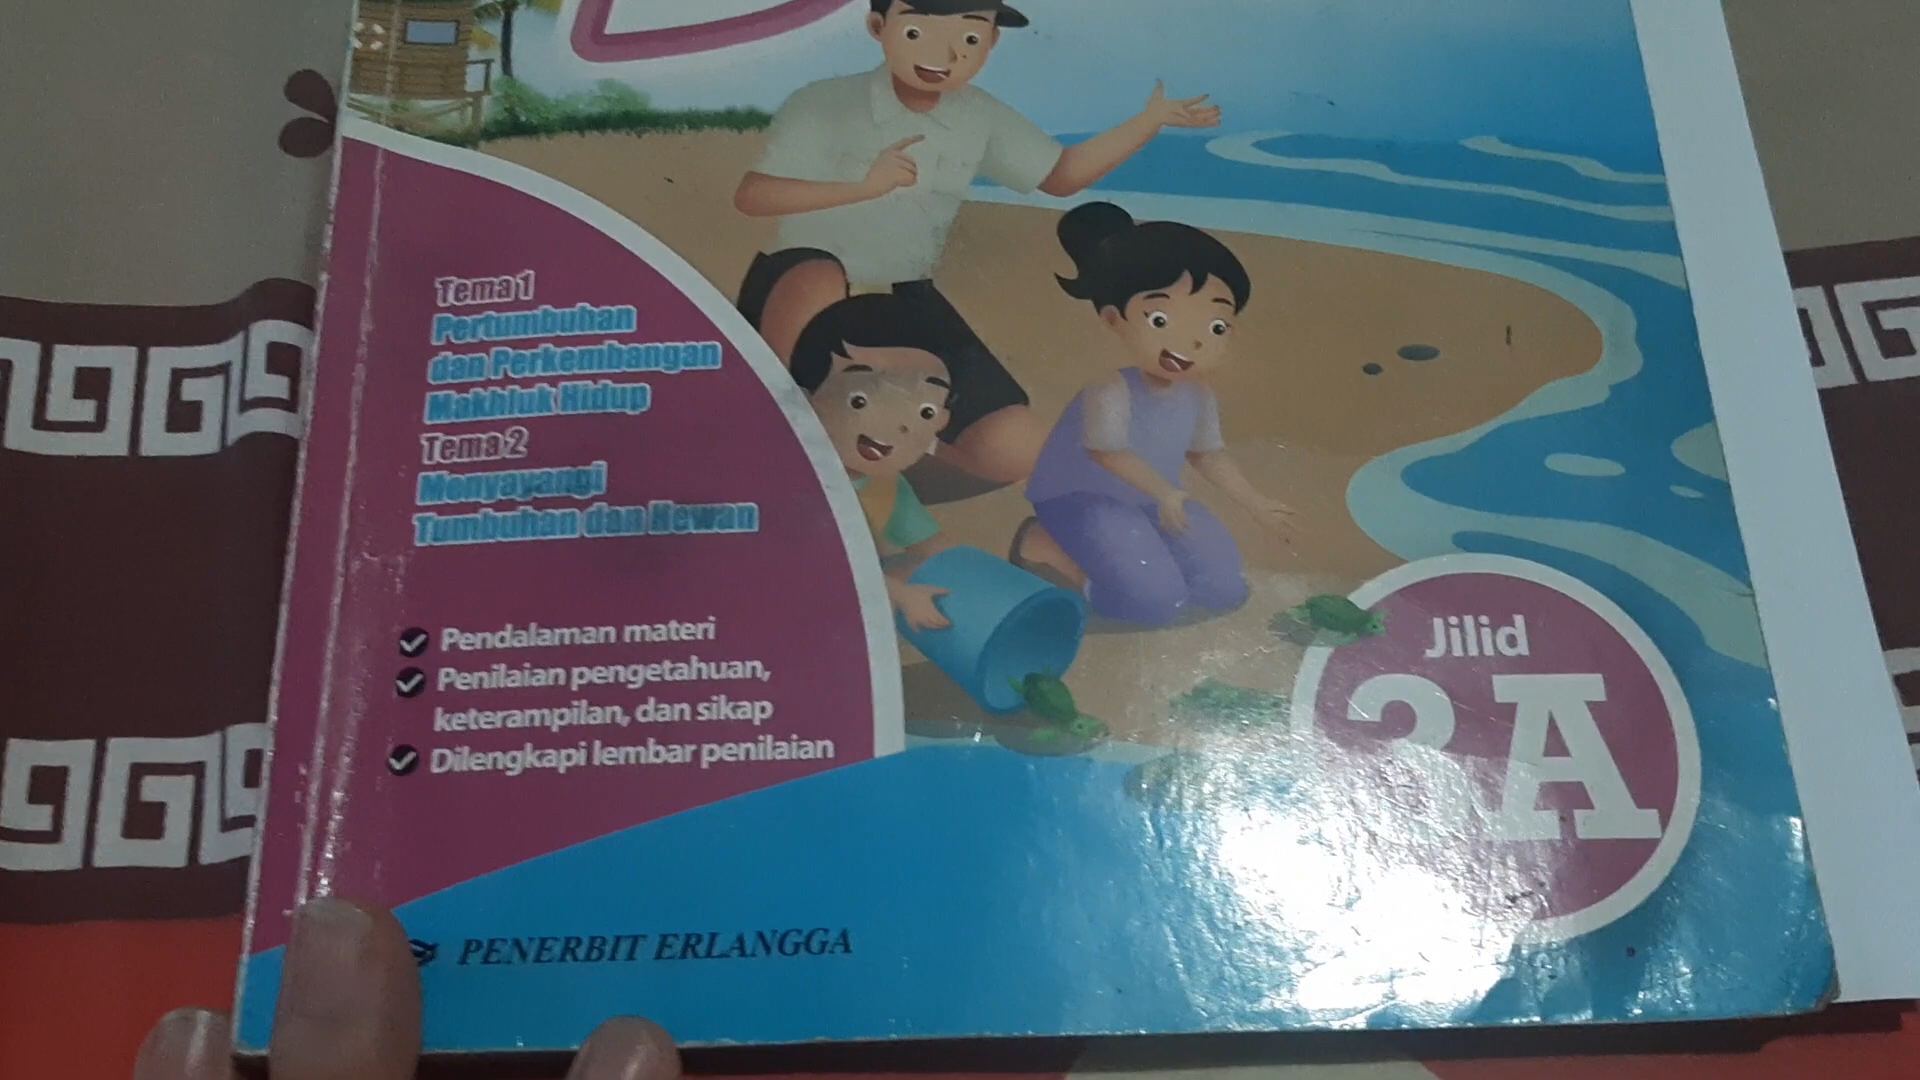 Tema 1
Pertumbuhan
dan Perkembangan
Makhluk Hidup
Tema 2
Menyayangi
Tumbuhan dan Hewan
Pendalaman materi
Penilaian pengetahuan,
keterampilan, dan sikap
Dilengkapi lembar penilaian
Jilid
3A
PENERBIT ERLANGGA